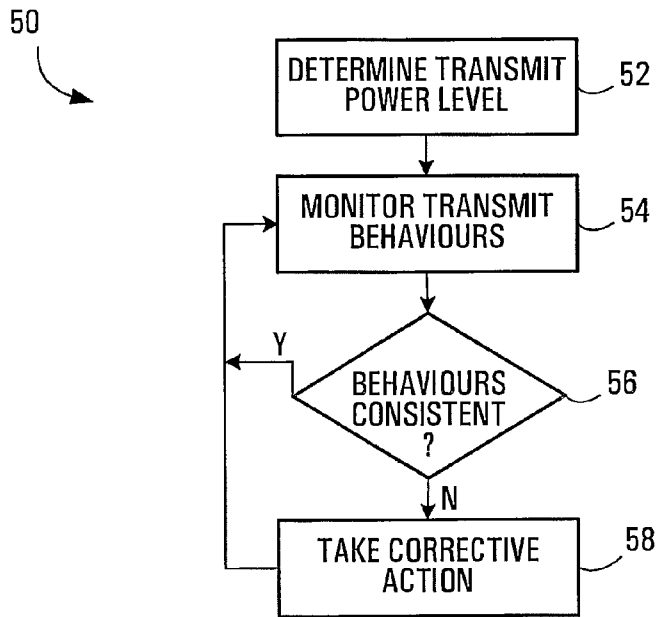 50
DETERMINE TRANSMIT
POWER LEVEL
52
MONITOR TRANSMIT
BEHAVIOURS
54
Y
BEHAVIOURS
CONSISTENT
?
56
N
TAKE CORRECTIVE
ACTION
58